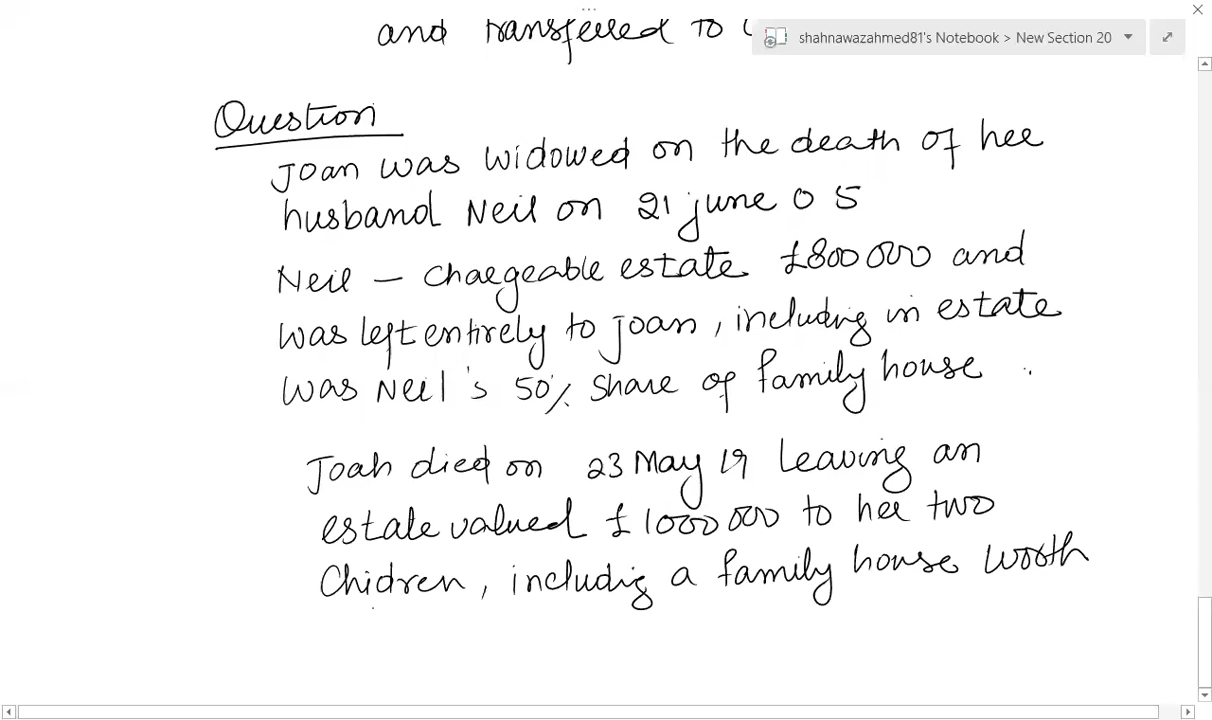 and transferred to
shahnawazahmed81's Notebook > New Section 20
Question
Joan was widowed on the death of her
husband Neil on 21 june 05
Neil – chargeable estate £800000 and
was left entirely to joan, including in estate
was Neil's 50% share of family house
Joah died on 23 May 19 leaving an
estate valued £1000000 to her two
Chidren, includig a family house worth